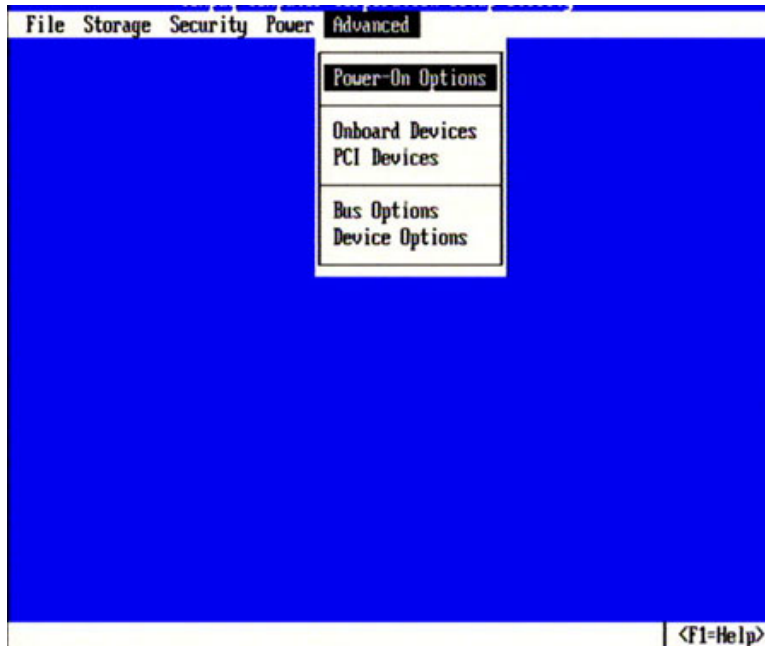 File Storage Security Power Advanced
Power-On Options
Onboard Devices
PCI Devices
Bus Options
Device Options
<F1=Help>